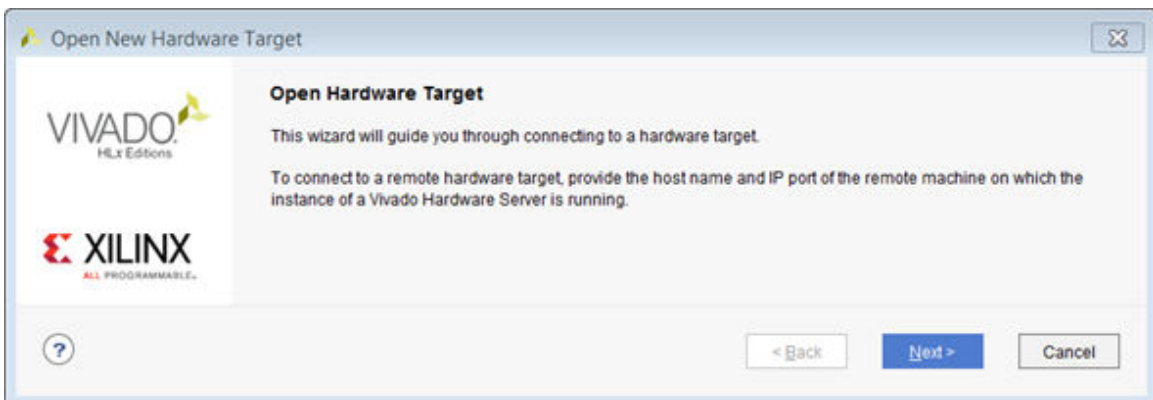 Open New Hardware Target
VIVADO.
HLx Editions
Open Hardware Target
This wizard will guide you through connecting to a hardware target.
To connect to a remote hardware target, provide the host name and IP port of the remote machine on which the
instance of a Vivado Hardware Server is running.
XILINX
ALL PROGRAMMABLE™
?
< Back
Next >
Cancel